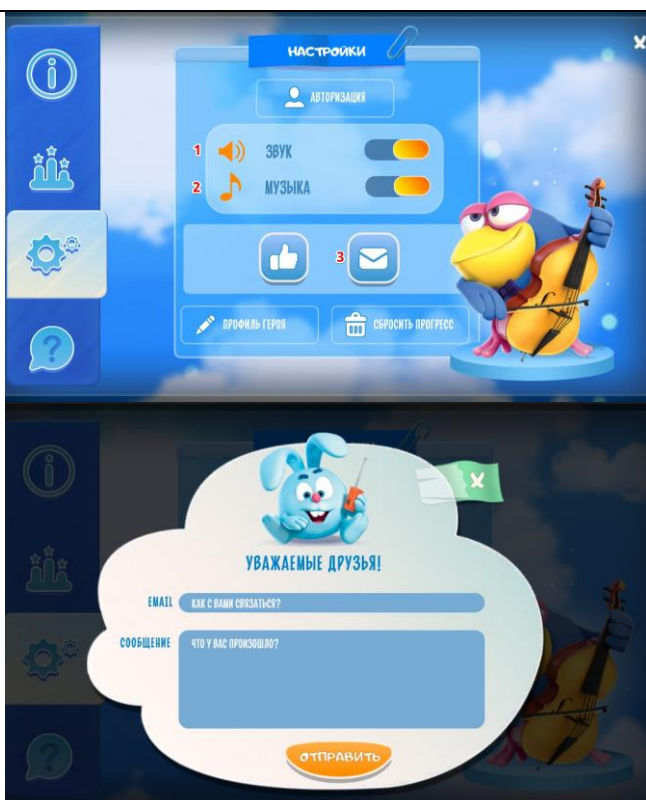 НАСТРОЙКИ
АВТОРИЗАЦИЯ
1 ЗВУК
2 МУЗЫКА
3
ПРОФИЛЬ ГЕРОЯ
СБРОСИТЬ ПРОГРЕСС
УВАЖАЕМЫЕ ДРУЗЬЯ!
EMAIL КАК С ВАМИ СВЯЗАТЬСЯ?
СООБЩЕНИЕ ЧТО У ВАС ПРОИЗОШЛО?
ОТПРАВИТЬ